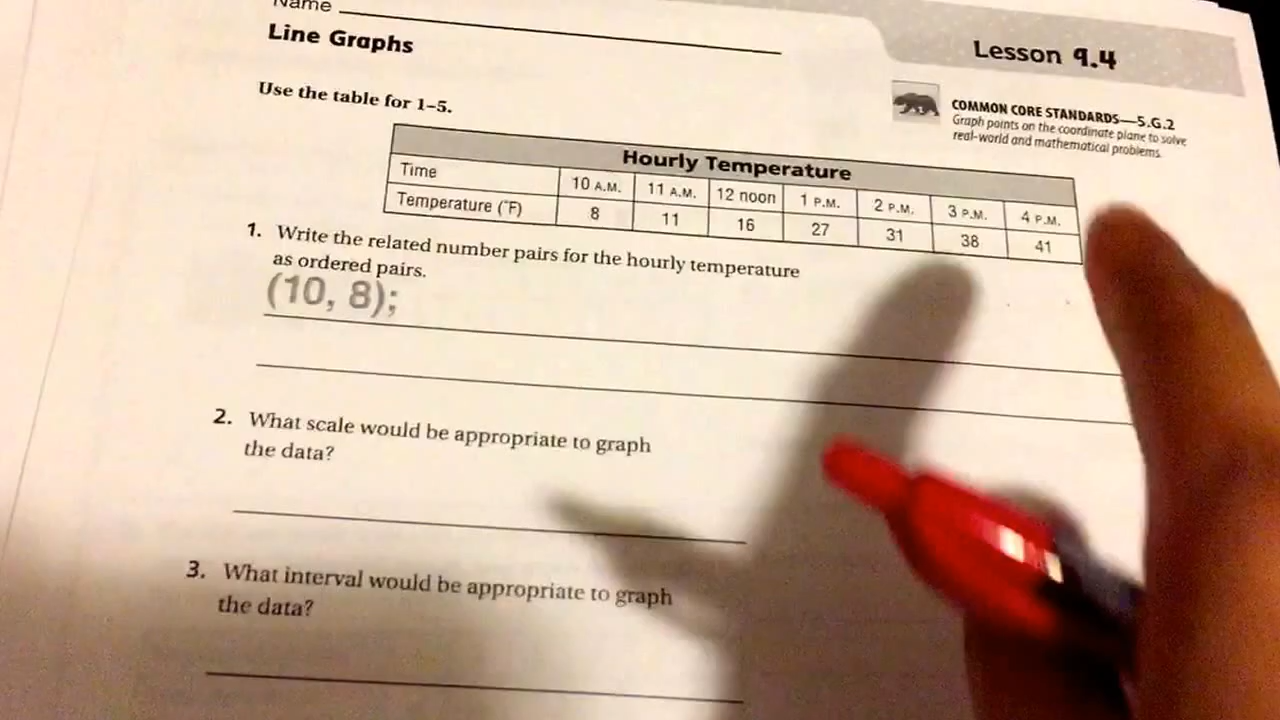 Name
Line Graphs
Lesson 9.4
COMMON CORE STANDARDS—5.G.2
Graph points on the coordinate plane to solve
real-world and mathematical problems.
Use the table for 1–5.
Hourly Temperature
Time 10 A.M. 11 A.M. 12 noon 1 P.M. 2 P.M. 3 P.M. 4 P.M.
Temperature (°F) 8 11 16 27 31 38 41
1. Write the related number pairs for the hourly temperature
as ordered pairs.
(10, 8);
2. What scale would be appropriate to graph
the data?
3. What interval would be appropriate to graph
the data?